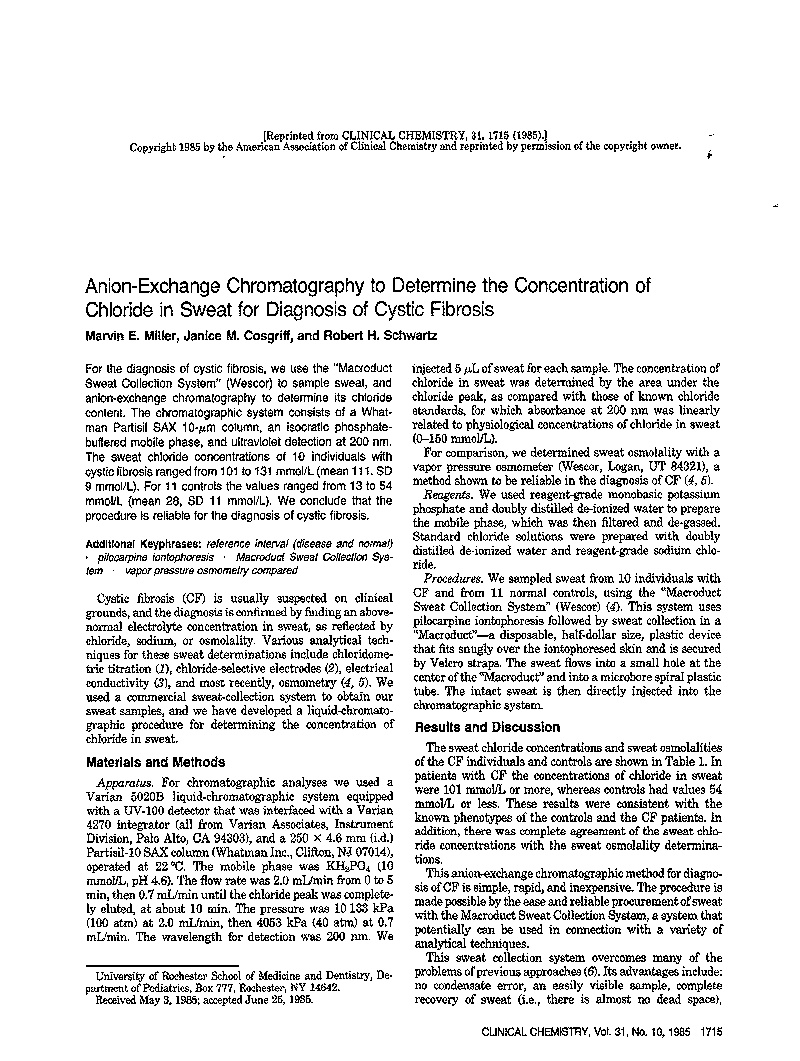 [Reprinted from CLINICAL CHEMISTRY, 31, 1715 (1985).]
Copyright 1985 by the American Association of Clinical Chemistry and reprinted by permission of the copyright owner.
Anion-Exchange Chromatography to Determine the Concentration of
Chloride in Sweat for Diagnosis of Cystic Fibrosis
Marvin E. Miller, Janice M. Cosgriff, and Robert H. Schwartz
For the diagnosis of cystic fibrosis, we use the "Macroduct
Sweat Collection System" (Wescor) to sample sweat, and
anion-exchange chromatography to determine its chloride
content. The chromatographic system consists of a What-
man Partisil SAX 10-μm column, an isocratic phosphate-
buffered mobile phase, and ultraviolet detection at 200 nm.
The sweat chloride concentrations of 10 individuals with
cystic fibrosis ranged from 101 to 131 mmol/L (mean 111, SD
9 mmol/L). For 11 controls the values ranged from 13 to 54
mmol/L (mean 28, SD 11 mmol/L). We conclude that the
procedure is reliable for the diagnosis of cystic fibrosis.
Additional Keyphrases: reference interval (disease and normal)
· pilocarpine iontophoresis · Macroduct Sweat Collection Sys-
tem · vapor pressure osmometry compared
Cystic fibrosis (CF) is usually suspected on clinical
grounds, and the diagnosis is confirmed by finding an above-
normal electrolyte concentration in sweat, as reflected by
chloride, sodium, or osmolality. Various analytical tech-
niques for these sweat determinations include chloridome-
tric titration (1), chloride-selective electrodes (2), electrical
conductivity (3), and most recently, osmometry (4, 5). We
used a commercial sweat-collection system to obtain our
sweat samples, and we have developed a liquid-chromato-
graphic procedure for determining the concentration of
chloride in sweat.
Materials and Methods
Apparatus. For chromatographic analyses we used a
Varian 5020B liquid-chromatographic system equipped
with a UV-100 detector that was interfaced with a Varian
4270 integrator (all from Varian Associates, Instrument
Division, Palo Alto, CA 94303), and a 250 × 4.6 mm (i.d.)
Partisil-10 SAX column (Whatman Inc., Clifton, NJ 07014),
operated at 22 °C. The mobile phase was KH₂PO₄ (10
mmol/L, pH 4.6). The flow rate was 2.0 mL/min from 0 to 5
min, then 0.7 mL/min until the chloride peak was complete-
ly eluted, at about 10 min. The pressure was 10 133 kPa
(100 atm) at 2.0 mL/min, then 4053 kPa (40 atm) at 0.7
mL/min. The wavelength for detection was 200 nm. We
University of Rochester School of Medicine and Dentistry, De-
partment of Pediatrics, Box 777, Rochester, NY 14642.
Received May 3, 1985; accepted June 25, 1985.
injected 5 μL of sweat for each sample. The concentration of
chloride in sweat was determined by the area under the
chloride peak, as compared with those of known chloride
standards, for which absorbance at 200 nm was linearly
related to physiological concentrations of chloride in sweat
(0–150 mmol/L).
For comparison, we determined sweat osmolality with a
vapor pressure osmometer (Wescor, Logan, UT 84321), a
method shown to be reliable in the diagnosis of CF (4, 5).
Reagents. We used reagent-grade monobasic potassium
phosphate and doubly distilled de-ionized water to prepare
the mobile phase, which was then filtered and de-gassed.
Standard chloride solutions were prepared with doubly
distilled de-ionized water and reagent-grade sodium chlo-
ride.
Procedures. We sampled sweat from 10 individuals with
CF and from 11 normal controls, using the "Macroduct
Sweat Collection System" (Wescor) (4). This system uses
pilocarpine iontophoresis followed by sweat collection in a
"Macroduct"—a disposable, half-dollar size, plastic device
that fits snugly over the iontophoresed skin and is secured
by Velcro straps. The sweat flows into a small hole at the
center of the "Macroduct" and into a microbore spiral plastic
tube. The intact sweat is then directly injected into the
chromatographic system.
Results and Discussion
The sweat chloride concentrations and sweat osmolalities
of the CF individuals and controls are shown in Table 1. In
patients with CF the concentrations of chloride in sweat
were 101 mmol/L or more, whereas controls had values 54
mmol/L or less. These results were consistent with the
known phenotypes of the controls and the CF patients. In
addition, there was complete agreement of the sweat chlo-
ride concentrations with the sweat osmolality determina-
tions.
This anion-exchange chromatographic method for diagno-
sis of CF is simple, rapid, and inexpensive. The procedure is
made possible by the ease and reliable procurement of sweat
with the Macroduct Sweat Collection System, a system that
potentially can be used in connection with a variety of
analytical techniques.
This sweat collection system overcomes many of the
problems of previous approaches (6). Its advantages include:
no condensate error, an easily visible sample, complete
recovery of sweat (i.e., there is almost no dead space),
CLINICAL CHEMISTRY, Vol. 31, No. 10, 1985 1715